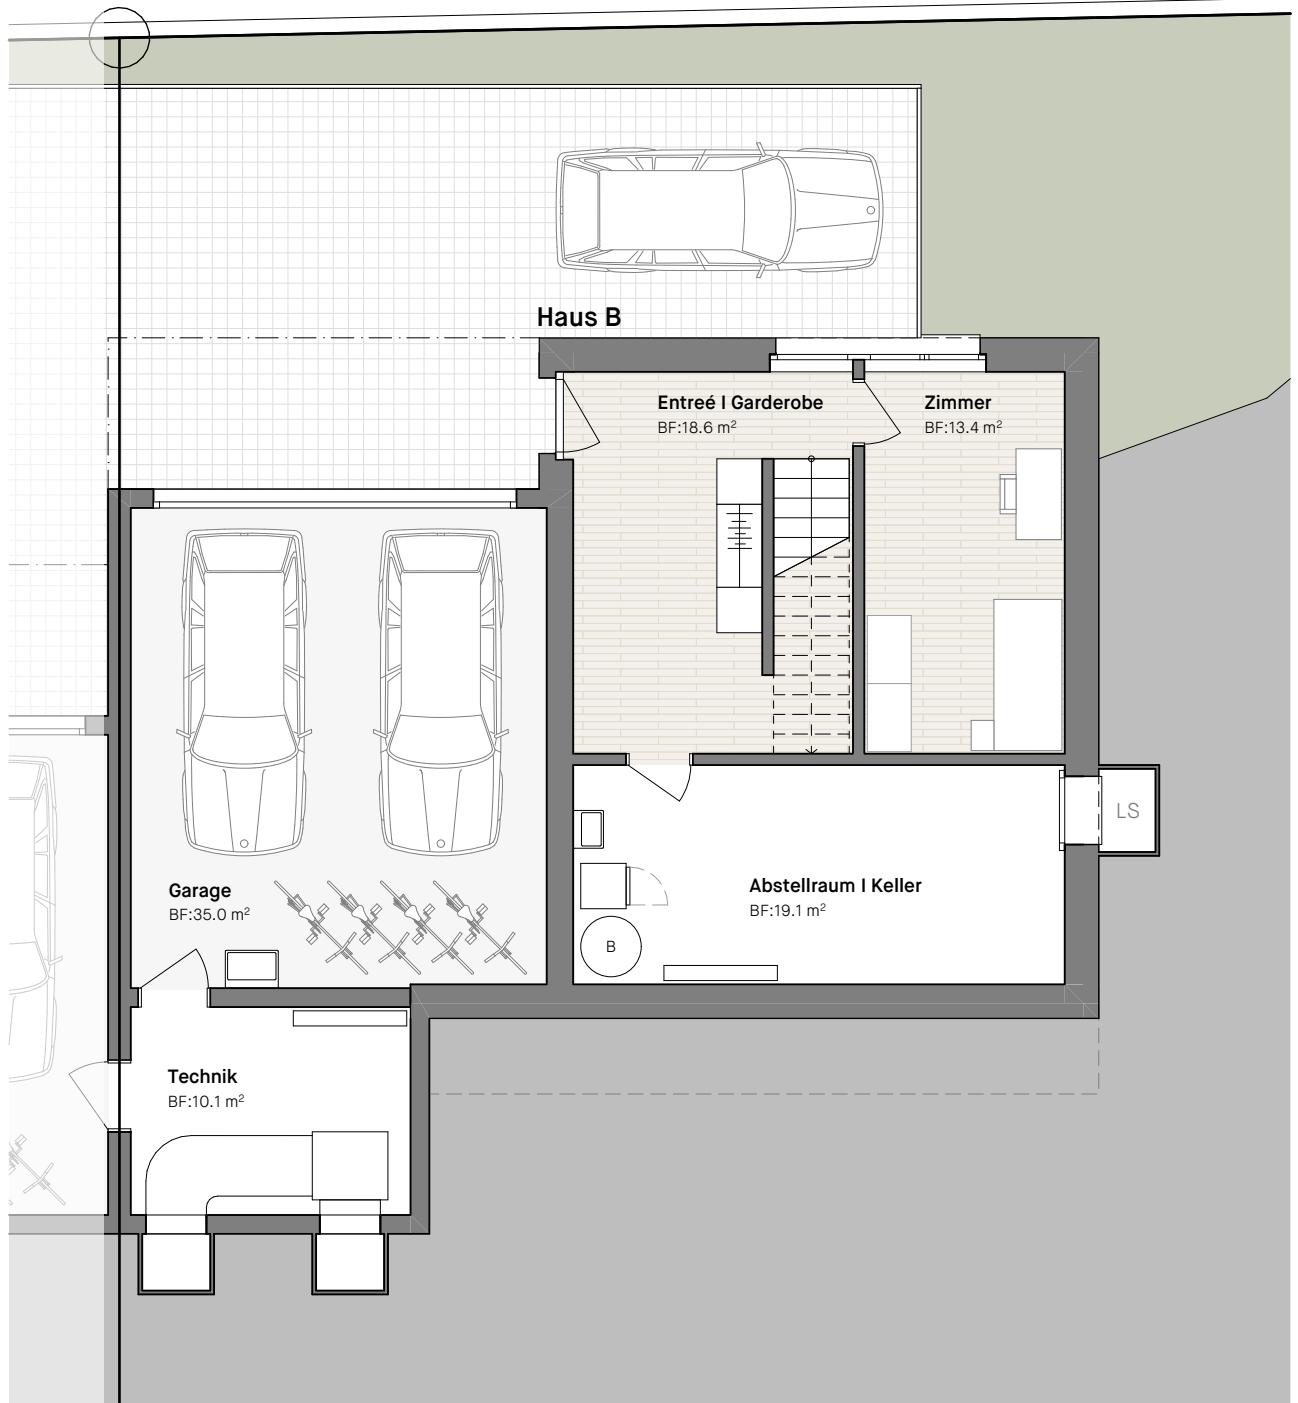 Haus B
Entreé I Garderobe
BF:18.6 m²
Zimmer
BF:13.4 m²
LS
Garage
BF:35.0 m²
Abstellraum I Keller
BF:19.1 m²
B
Technik
BF:10.1 m²